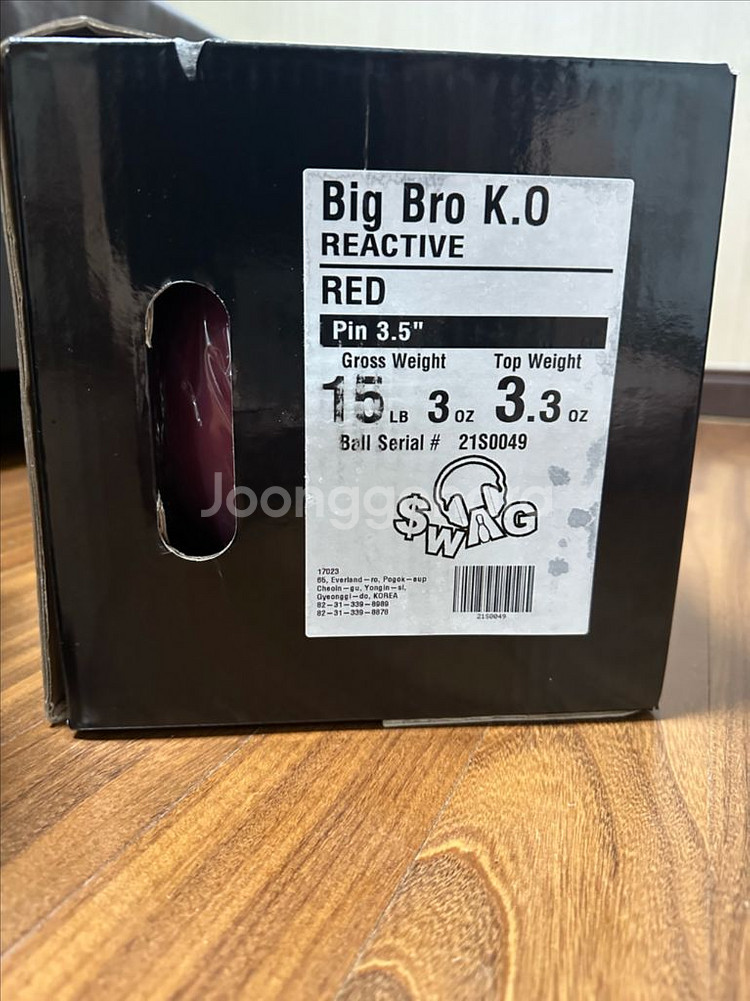 Big Bro K.O
REACTIVE
RED
Pin 3.5"
Gross Weight Top Weight
15 LB 3 OZ 3.3 OZ
Ball Serial # 21S0049
$WAG
17023
65, Everland-ro, Pogok-eup
Cheoin-gu, Yongin-si,
Gyeonggi-do, KOREA
82-31-339-8989
82-31-339-8878
21S0049